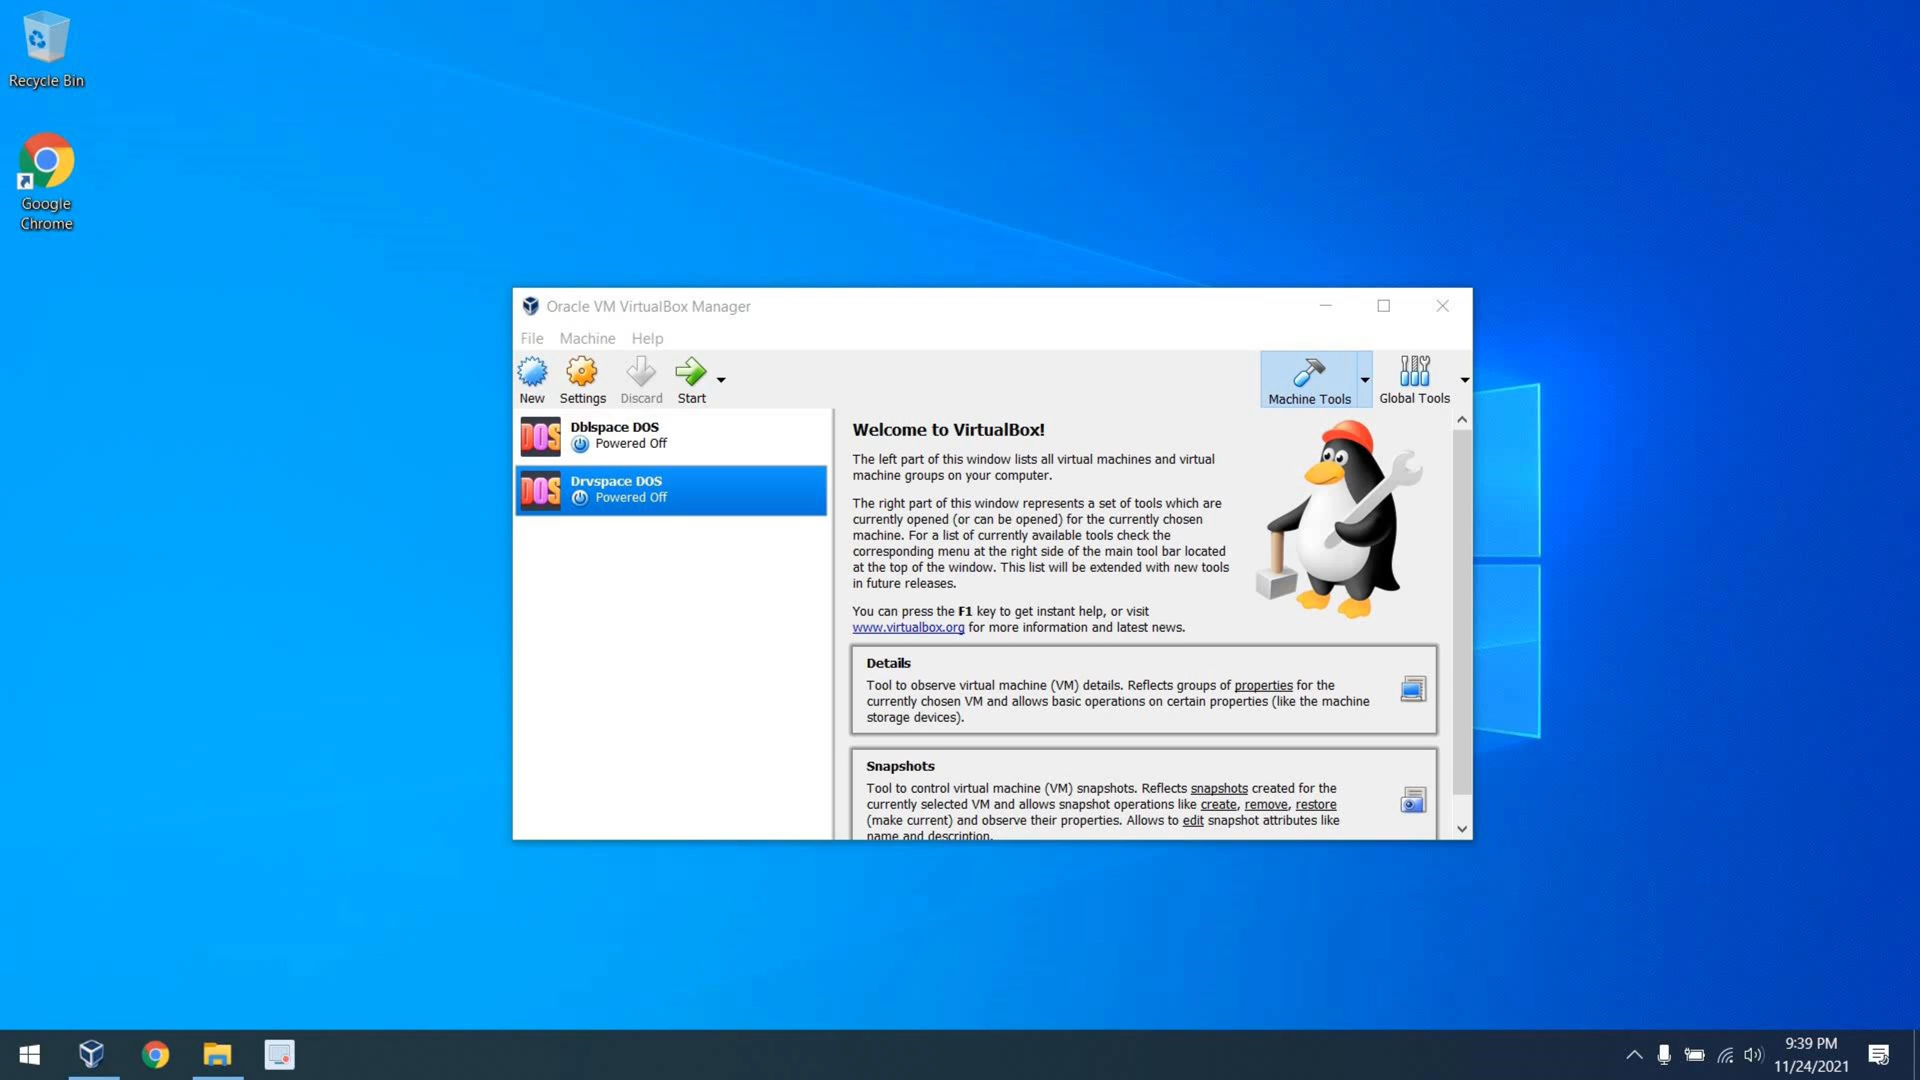 Recycle Bin
Google
Chrome
Oracle VM VirtualBox Manager
File Machine Help
New Settings Discard Start Machine Tools Global Tools
DOS Dblspace DOS
Powered Off
DOS Drvspace DOS
Powered Off
Welcome to VirtualBox!
The left part of this window lists all virtual machines and virtual
machine groups on your computer.
The right part of this window represents a set of tools which are
currently opened (or can be opened) for the currently chosen
machine. For a list of currently available tools check the
corresponding menu at the right side of the main tool bar located
at the top of the window. This list will be extended with new tools
in future releases.
You can press the F1 key to get instant help, or visit
www.virtualbox.org for more information and latest news.
Details
Tool to observe virtual machine (VM) details. Reflects groups of properties for the
currently chosen VM and allows basic operations on certain properties (like the machine
storage devices).
Snapshots
Tool to control virtual machine (VM) snapshots. Reflects snapshots created for the
currently selected VM and allows snapshot operations like create, remove, restore
(make current) and observe their properties. Allows to edit snapshot attributes like
name and description.
9:39 PM
11/24/2021